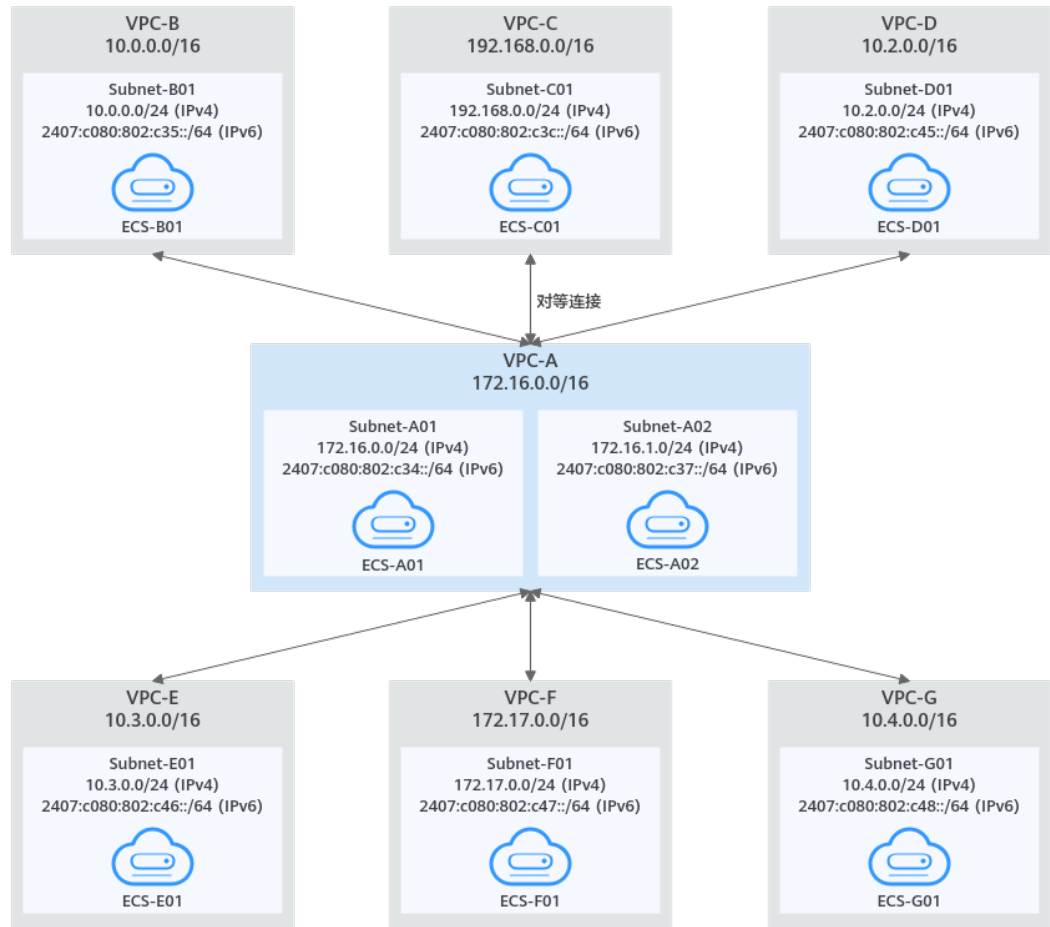 VPC-B
10.0.0.0/16
Subnet-B01
10.0.0.0/24 (IPv4)
2407:c080:802:c35::/64 (IPv6)
ECS-B01
VPC-C
192.168.0.0/16
Subnet-C01
192.168.0.0/24 (IPv4)
2407:c080:802:c3c::/64 (IPv6)
ECS-C01
VPC-D
10.2.0.0/16
Subnet-D01
10.2.0.0/24 (IPv4)
2407:c080:802:c45::/64 (IPv6)
ECS-D01
对等连接
VPC-A
172.16.0.0/16
Subnet-A01
172.16.0.0/24 (IPv4)
2407:c080:802:c34::/64 (IPv6)
ECS-A01
Subnet-A02
172.16.1.0/24 (IPv4)
2407:c080:802:c37::/64 (IPv6)
ECS-A02
VPC-E
10.3.0.0/16
Subnet-E01
10.3.0.0/24 (IPv4)
2407:c080:802:c46::/64 (IPv6)
ECS-E01
VPC-F
172.17.0.0/16
Subnet-F01
172.17.0.0/24 (IPv4)
2407:c080:802:c47::/64 (IPv6)
ECS-F01
VPC-G
10.4.0.0/16
Subnet-G01
10.4.0.0/24 (IPv4)
2407:c080:802:c48::/64 (IPv6)
ECS-G01